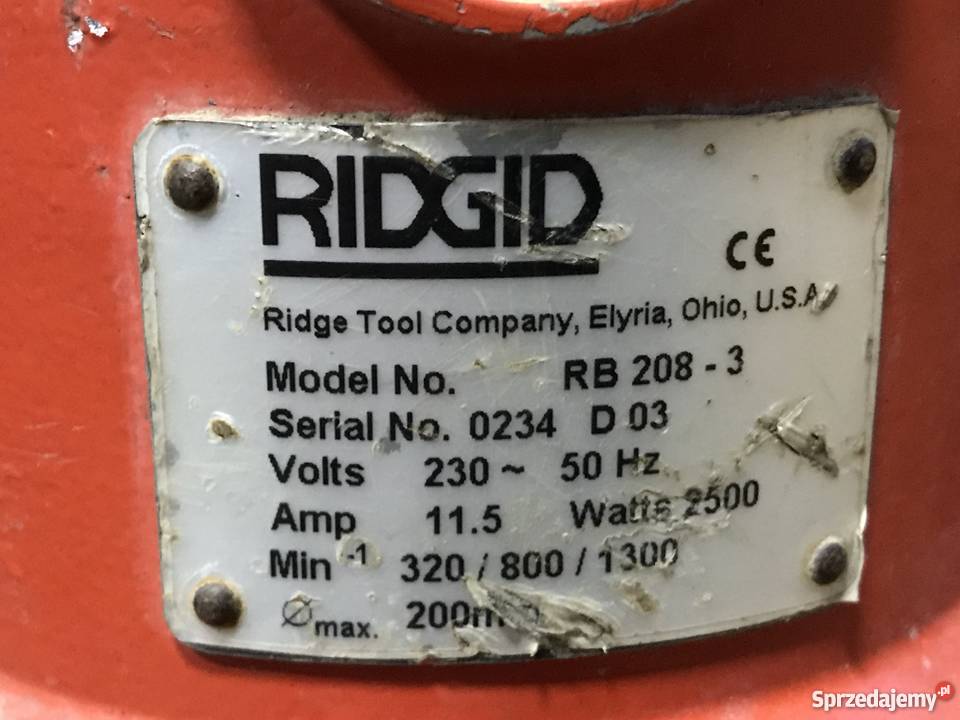 RIDGID
CE
Ridge Tool Company, Elyria, Ohio, U.S.A.
Model No. RB 208 - 3
Serial No. 0234 D 03
Volts 230 ~ 50 Hz
Amp 11.5 Watts 2500
Min -1 320 / 800 / 1300
Ø max. 200mm
Sprzedajemy.pl